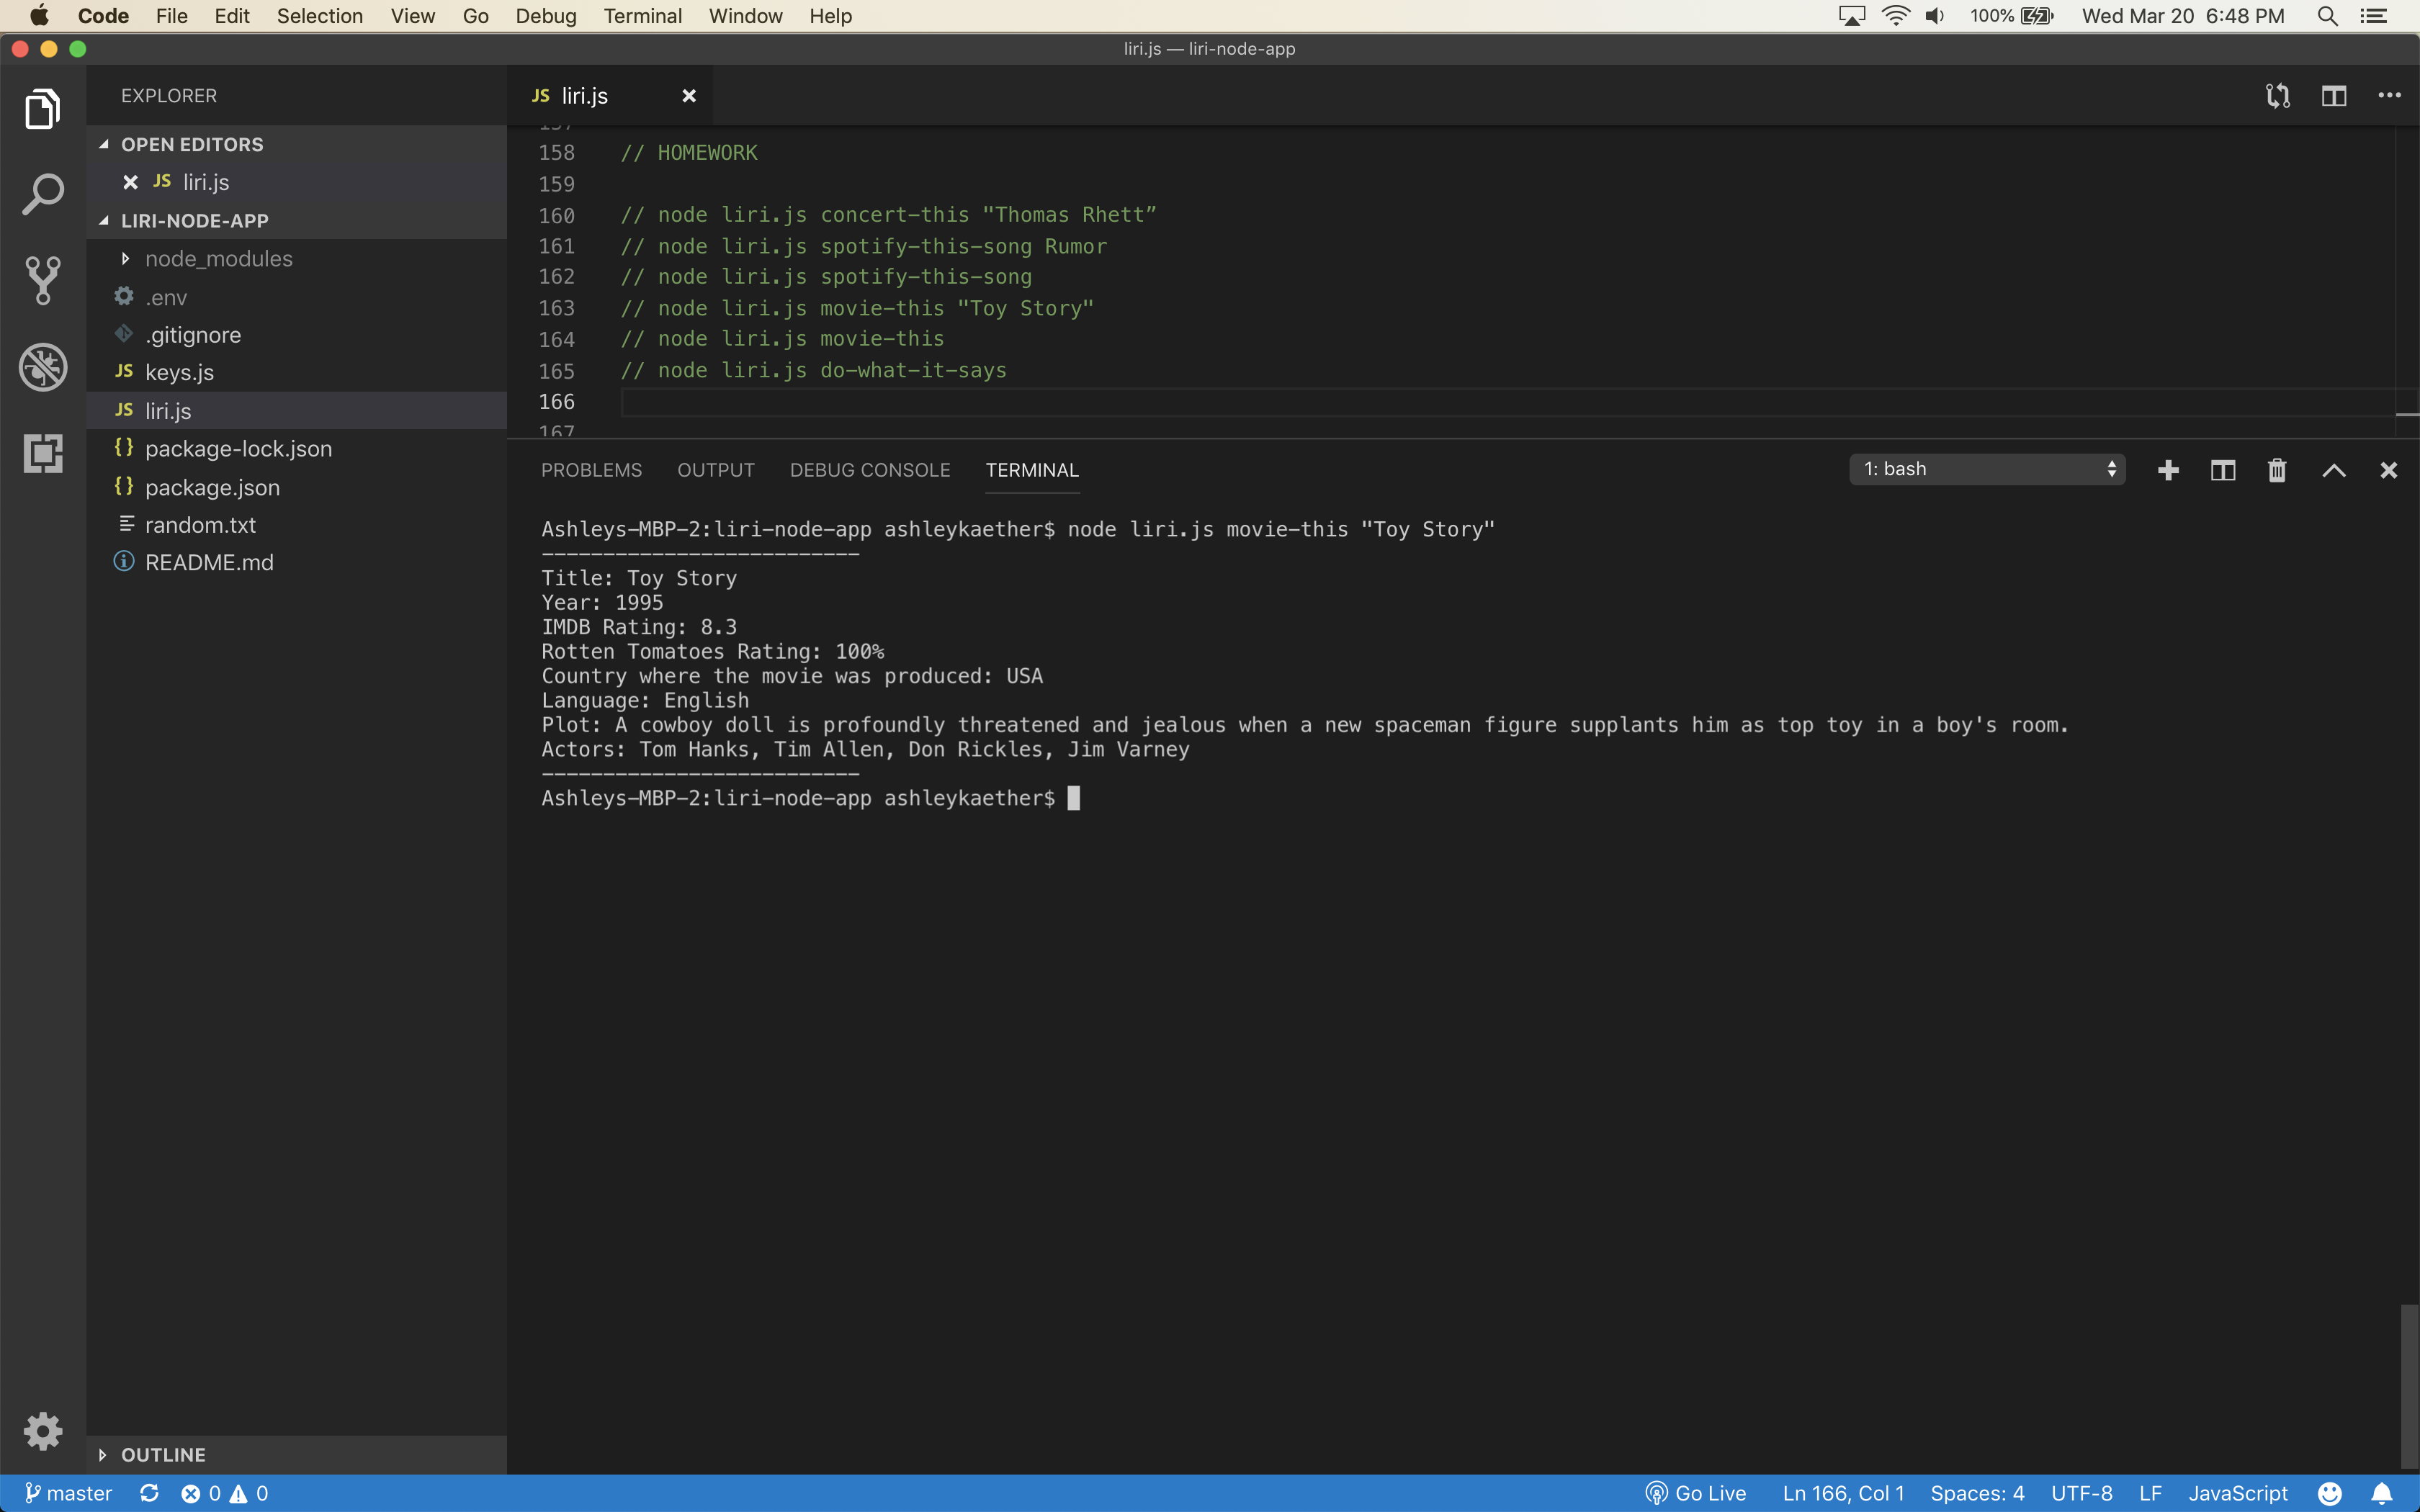 Code File Edit Selection View Go Debug Terminal Window Help 100% Wed Mar 20 6:48 PM
liri.js — liri-node-app
EXPLORER
OPEN EDITORS
JS liri.js
LIRI-NODE-APP
node_modules
.env
.gitignore
JS keys.js
JS liri.js
{} package-lock.json
{} package.json
random.txt
README.md
OUTLINE
JS liri.js
157
158 // HOMEWORK
159
160 // node liri.js concert-this "Thomas Rhett”
161 // node liri.js spotify-this-song Rumor
162 // node liri.js spotify-this-song
163 // node liri.js movie-this "Toy Story"
164 // node liri.js movie-this
165 // node liri.js do-what-it-says
166
167
PROBLEMS OUTPUT DEBUG CONSOLE TERMINAL 1: bash
Ashleys-MBP-2:liri-node-app ashleykaether$ node liri.js movie-this "Toy Story"
--------------------------
Title: Toy Story
Year: 1995
IMDB Rating: 8.3
Rotten Tomatoes Rating: 100%
Country where the movie was produced: USA
Language: English
Plot: A cowboy doll is profoundly threatened and jealous when a new spaceman figure supplants him as top toy in a boy's room.
Actors: Tom Hanks, Tim Allen, Don Rickles, Jim Varney
--------------------------
Ashleys-MBP-2:liri-node-app ashleykaether$
master 0 0 Go Live Ln 166, Col 1 Spaces: 4 UTF-8 LF JavaScript